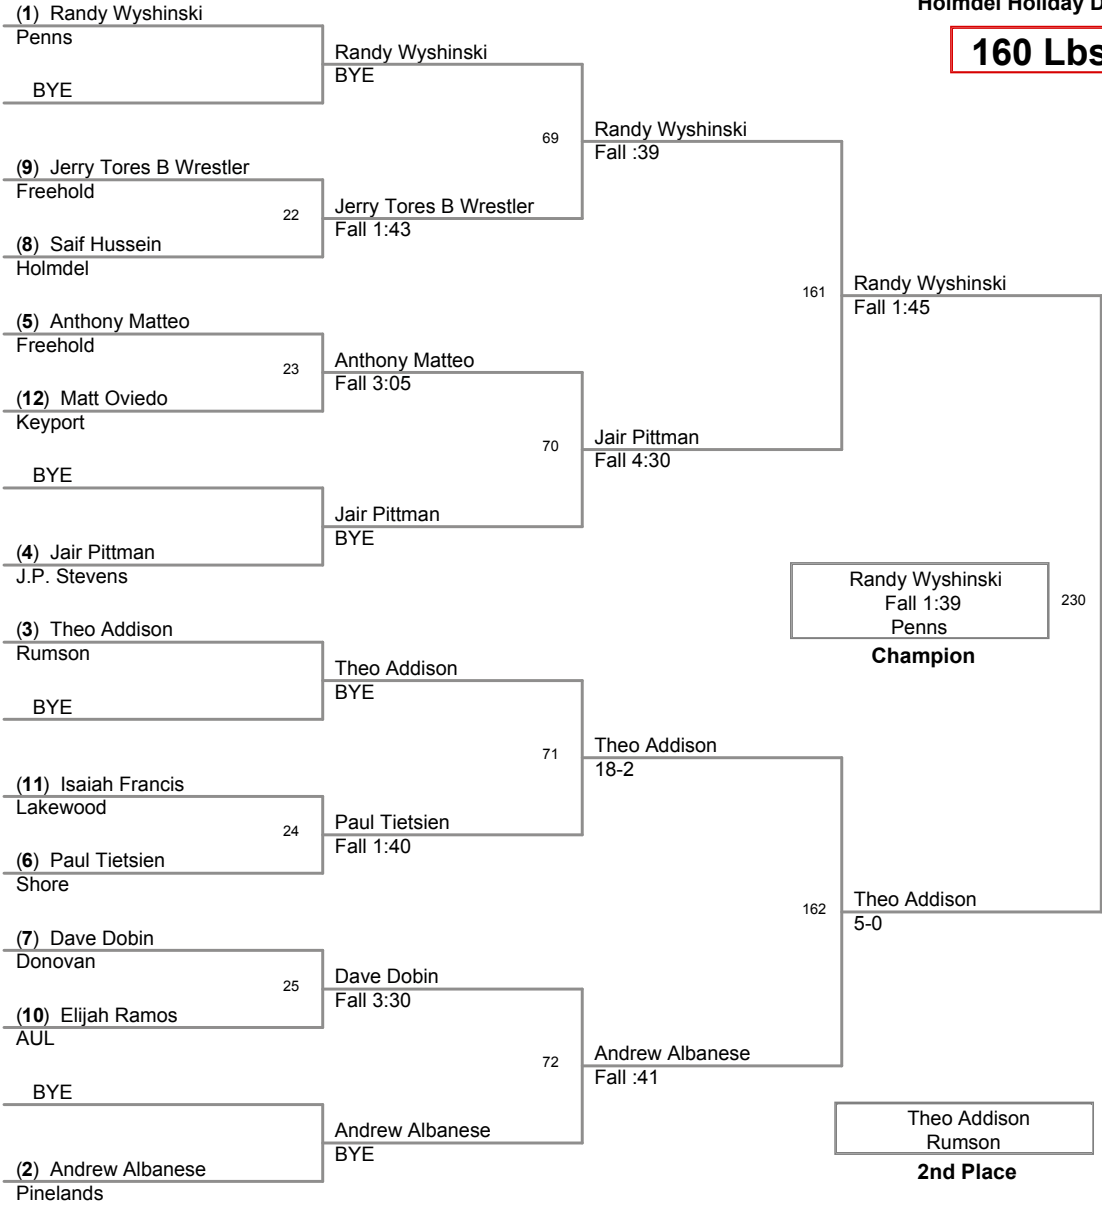 Holmdel Holiday D
160 Lbs
(1) Randy Wyshinski
Penns
BYE
(9) Jerry Tores B Wrestler
Freehold
22
(8) Saif Hussein
Holmdel
(5) Anthony Matteo
Freehold
23
(12) Matt Oviedo
Keyport
BYE
(4) Jair Pittman
J.P. Stevens
(3) Theo Addison
Rumson
BYE
(11) Isaiah Francis
Lakewood
24
(6) Paul Tietsien
Shore
(7) Dave Dobin
Donovan
25
(10) Elijah Ramos
AUL
BYE
(2) Andrew Albanese
Pinelands
Randy Wyshinski
BYE
69
Jerry Tores B Wrestler
Fall 1:43
Anthony Matteo
Fall 3:05
70
Jair Pittman
BYE
Theo Addison
BYE
71
Paul Tietsien
Fall 1:40
Dave Dobin
Fall 3:30
72
Andrew Albanese
BYE
Randy Wyshinski
Fall :39
161
Jair Pittman
Fall 4:30
Theo Addison
18-2
162
Andrew Albanese
Fall :41
Randy Wyshinski
Fall 1:45
Theo Addison
5-0
230
Randy Wyshinski
Fall 1:39
Penns
Champion
Theo Addison
Rumson
2nd Place